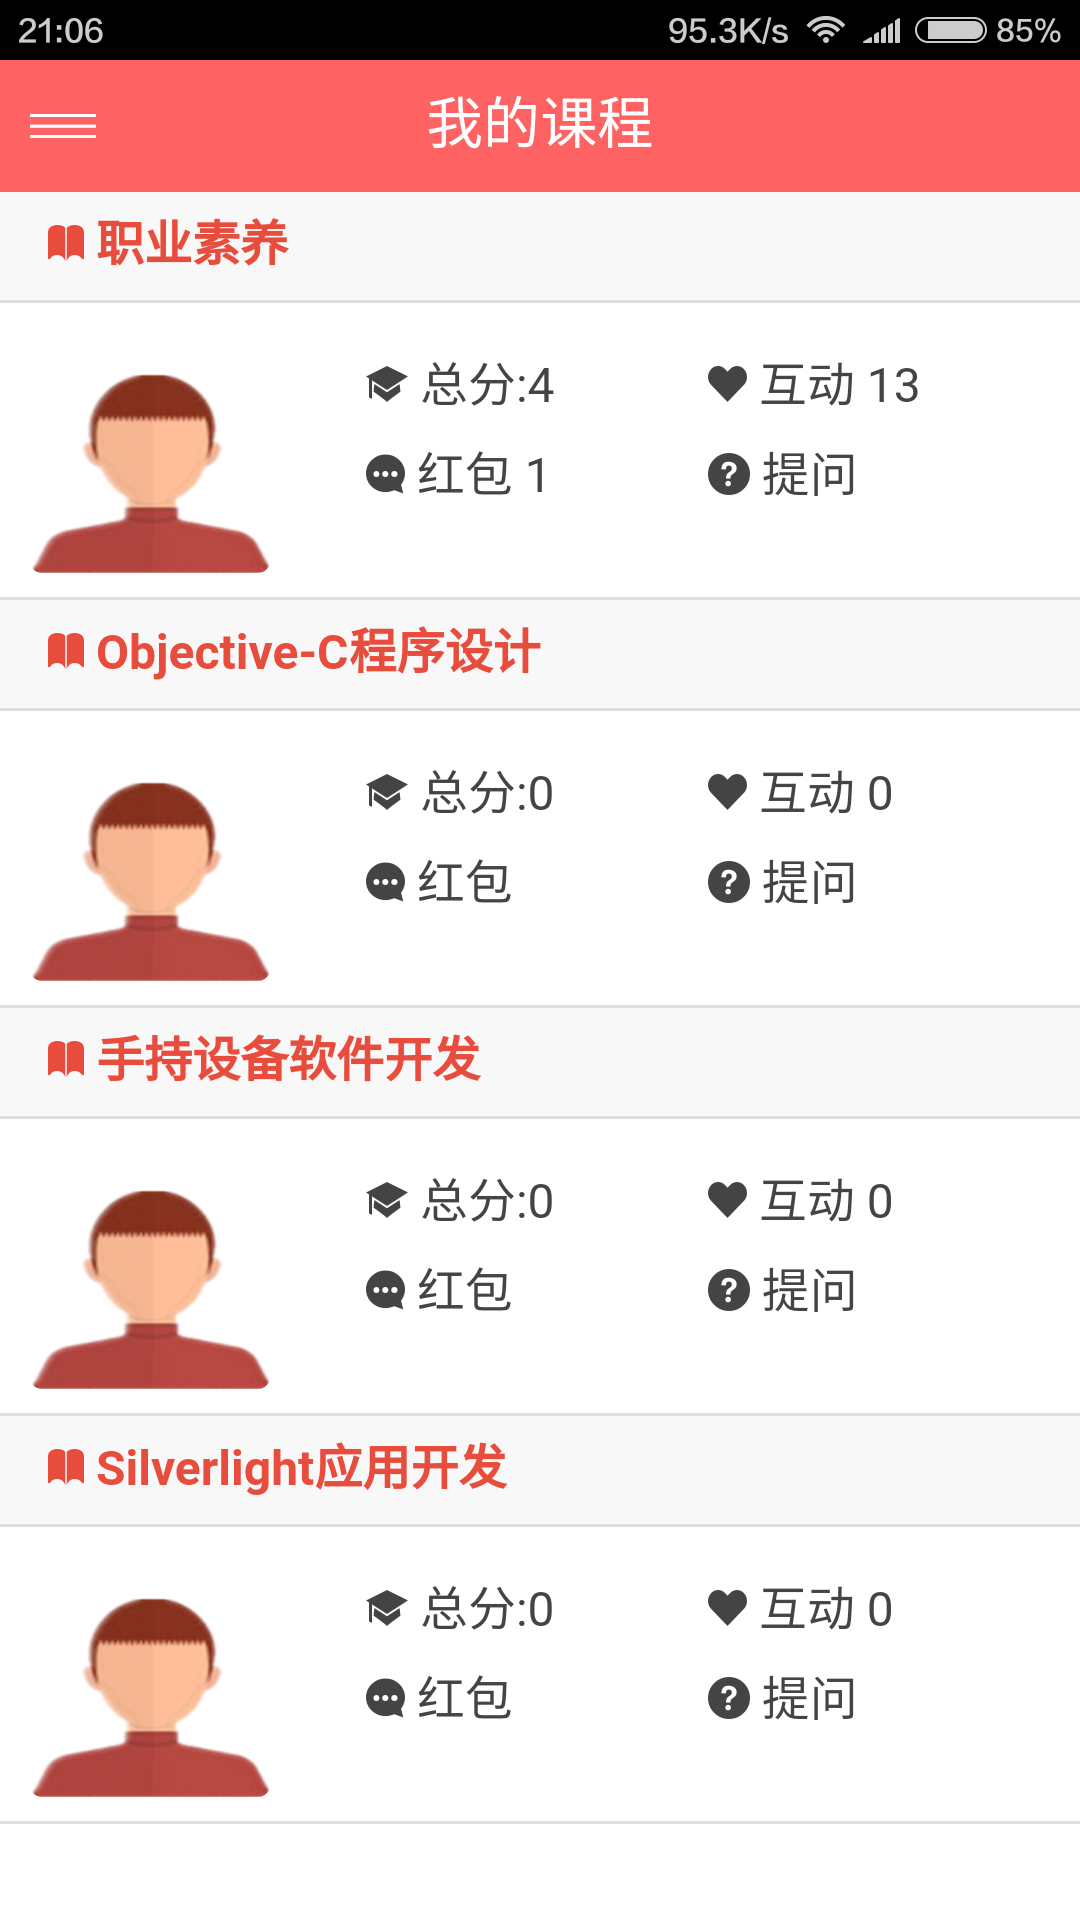 21:06 95.3K/s 85%
我的课程
职业素养
总分:4 互动 13
红包 1 提问
Objective-C程序设计
总分:0 互动 0
红包 提问
手持设备软件开发
总分:0 互动 0
红包 提问
Silverlight应用开发
总分:0 互动 0
红包 提问